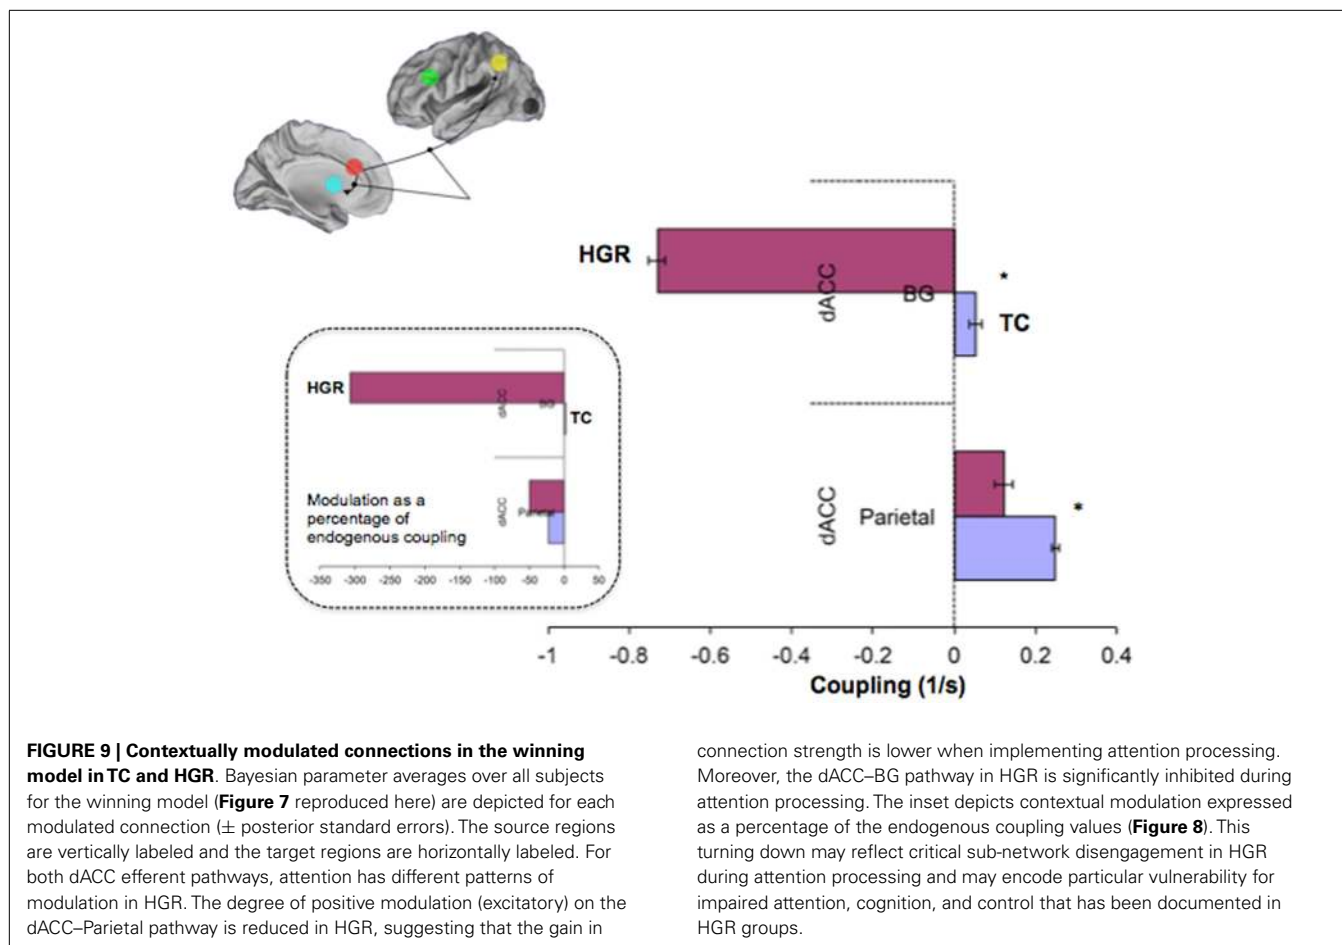 HGR
dACC
BG
*
TC
HGR
dACC
BG
TC
dACC
Parietal
Modulation as a
percentage of
endogenous coupling
-350 -300 -250 -200 -150 -100 -50 0 50
dACC
Parietal
*
-1 -0.8 -0.6 -0.4 -0.2 0 0.2 0.4
Coupling (1/s)
FIGURE 9 | Contextually modulated connections in the winning
model in TC and HGR. Bayesian parameter averages over all subjects
for the winning model (Figure 7 reproduced here) are depicted for each
modulated connection (± posterior standard errors). The source regions
are vertically labeled and the target regions are horizontally labeled. For
both dACC efferent pathways, attention has different patterns of
modulation in HGR. The degree of positive modulation (excitatory) on the
dACC–Parietal pathway is reduced in HGR, suggesting that the gain in
connection strength is lower when implementing attention processing.
Moreover, the dACC–BG pathway in HGR is significantly inhibited during
attention processing. The inset depicts contextual modulation expressed
as a percentage of the endogenous coupling values (Figure 8). This
turning down may reflect critical sub-network disengagement in HGR
during attention processing and may encode particular vulnerability for
impaired attention, cognition, and control that has been documented in
HGR groups.